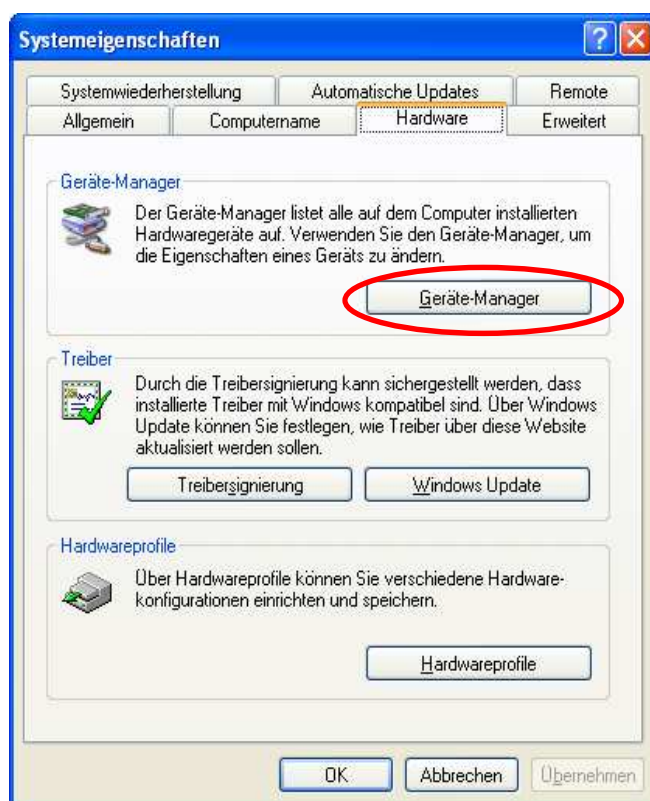 Systemeigenschaften
Systemwiederherstellung Automatische Updates Remote
Allgemein Computername Hardware Erweitert
Geräte-Manager
Der Geräte-Manager listet alle auf dem Computer installierten
Hardwaregeräte auf. Verwenden Sie den Geräte-Manager, um
die Eigenschaften eines Geräts zu ändern.
Geräte-Manager
Treiber
Durch die Treibersignierung kann sichergestellt werden, dass
installierte Treiber mit Windows kompatibel sind. Über Windows
Update können Sie festlegen, wie Treiber über diese Website
aktualisiert werden sollen.
Treibersignierung Windows Update
Hardwareprofile
Über Hardwareprofile können Sie verschiedene Hardware-
konfigurationen einrichten und speichern.
Hardwareprofile
OK Abbrechen Übernehmen